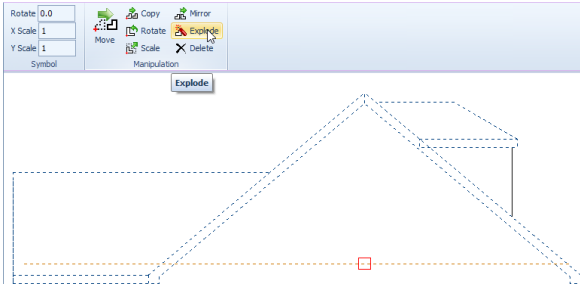 Rotate 0.0
X Scale 1
Y Scale 1
Symbol
Move
Copy
Rotate
Scale
Mirror
Explode
Delete
Manipulation
Explode